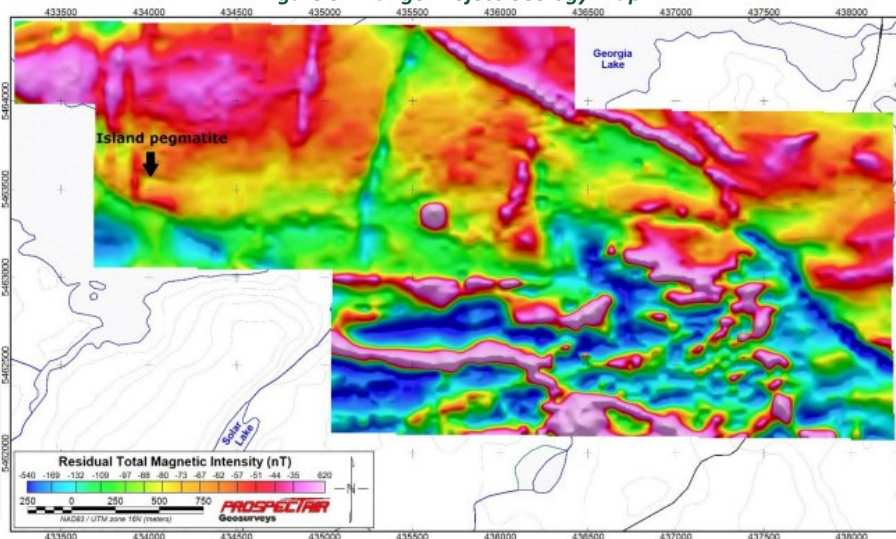 433500 434000 434500 435000 435500 436000 436500 437000 437500 438000
Georgia
Lake
5464000
Island pegmatite
5463500
5463000
5462500
Solar
Lake
5462000
Residual Total Magnetic Intensity (nT)
-540 -169 -132 -109 -97 -88 -80 -73 -67 -62 -57 -51 -44 -35 620
250 0 250 500 750
NAD83 / UTM zone 16N (meters)
PROSPECTAIR
Geosurveys
N
433500 434000 434500 435000 435500 436000 436500 437000 437500 438000